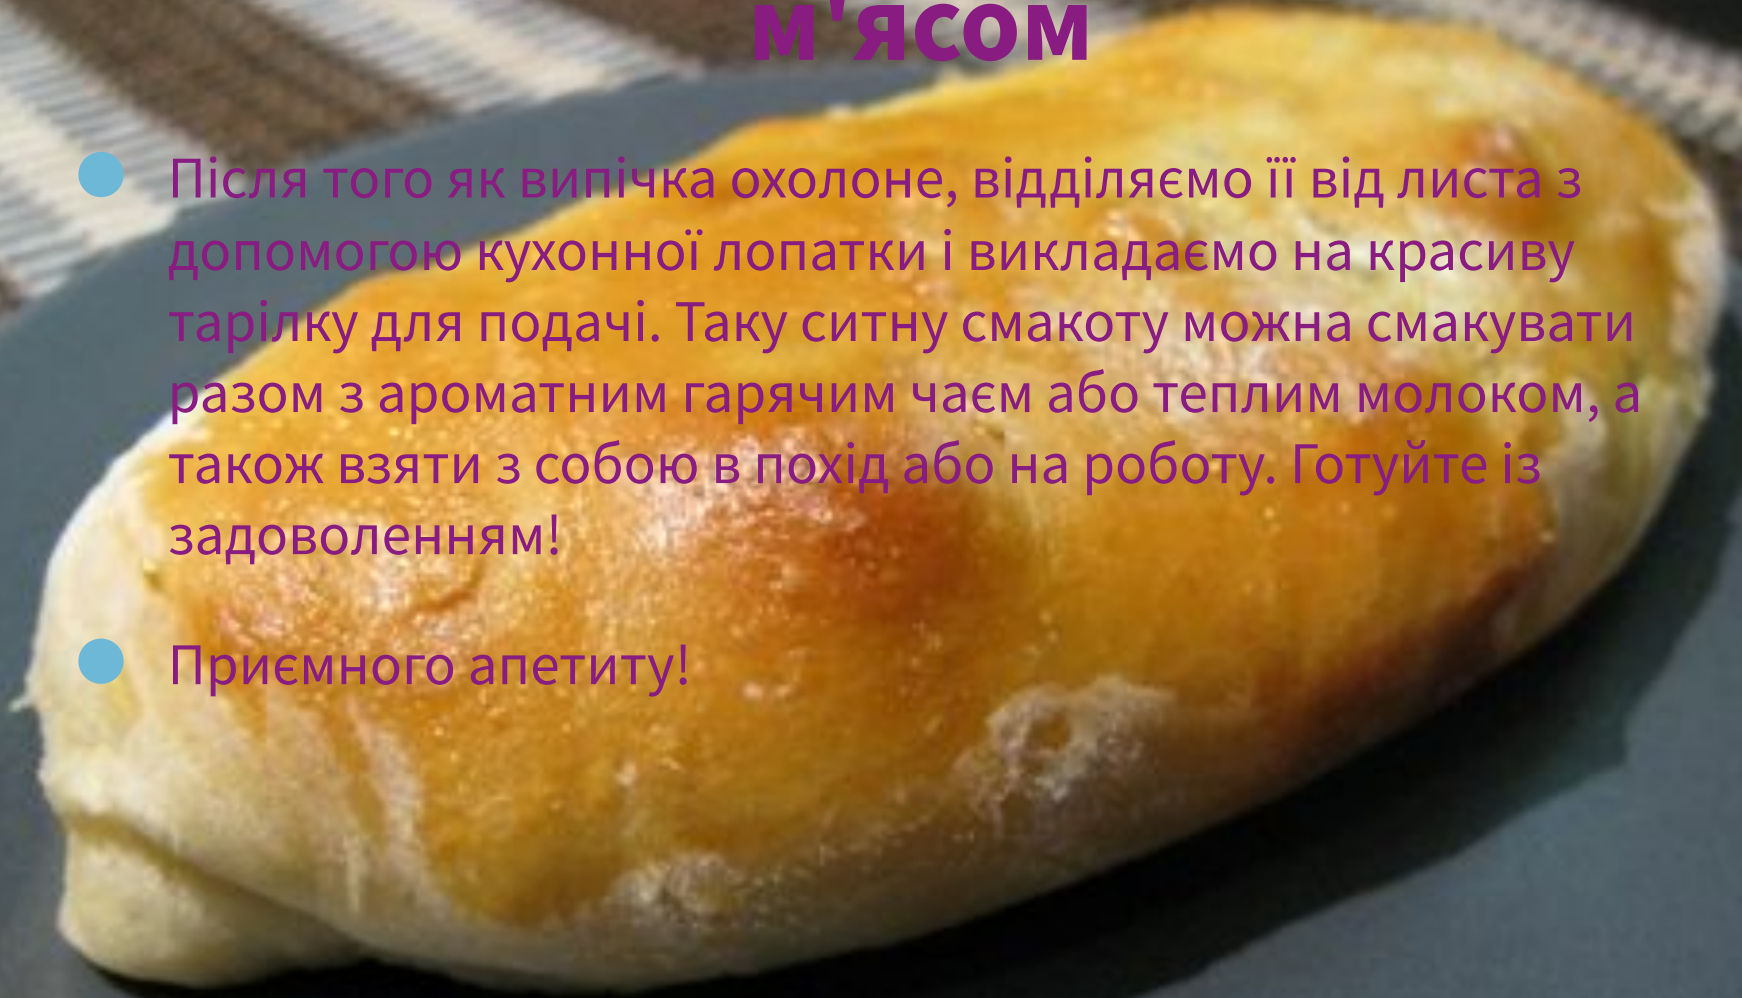 м'ясом
Після того як випічка охолоне, відділяємо її від листа з
допомогою кухонної лопатки і викладаємо на красиву
тарілку для подачі. Таку ситну смакоту можна смакувати
разом з ароматним гарячим чаєм або теплим молоком, а
також взяти з собою в похід або на роботу. Готуйте із
задоволенням!
Приємного апетиту!